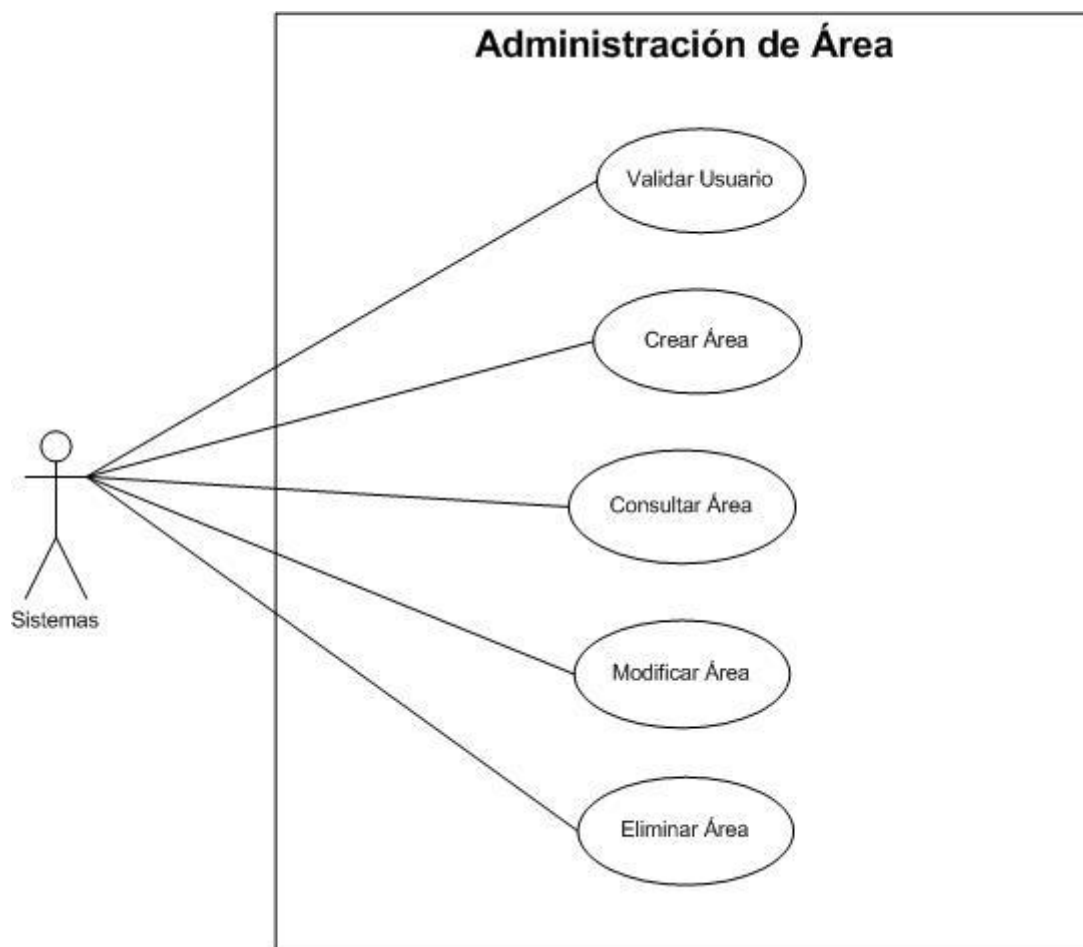 Administración de Área
Validar Usuario
Crear Área
Consultar Área
Sistemas
Modificar Área
Eliminar Área